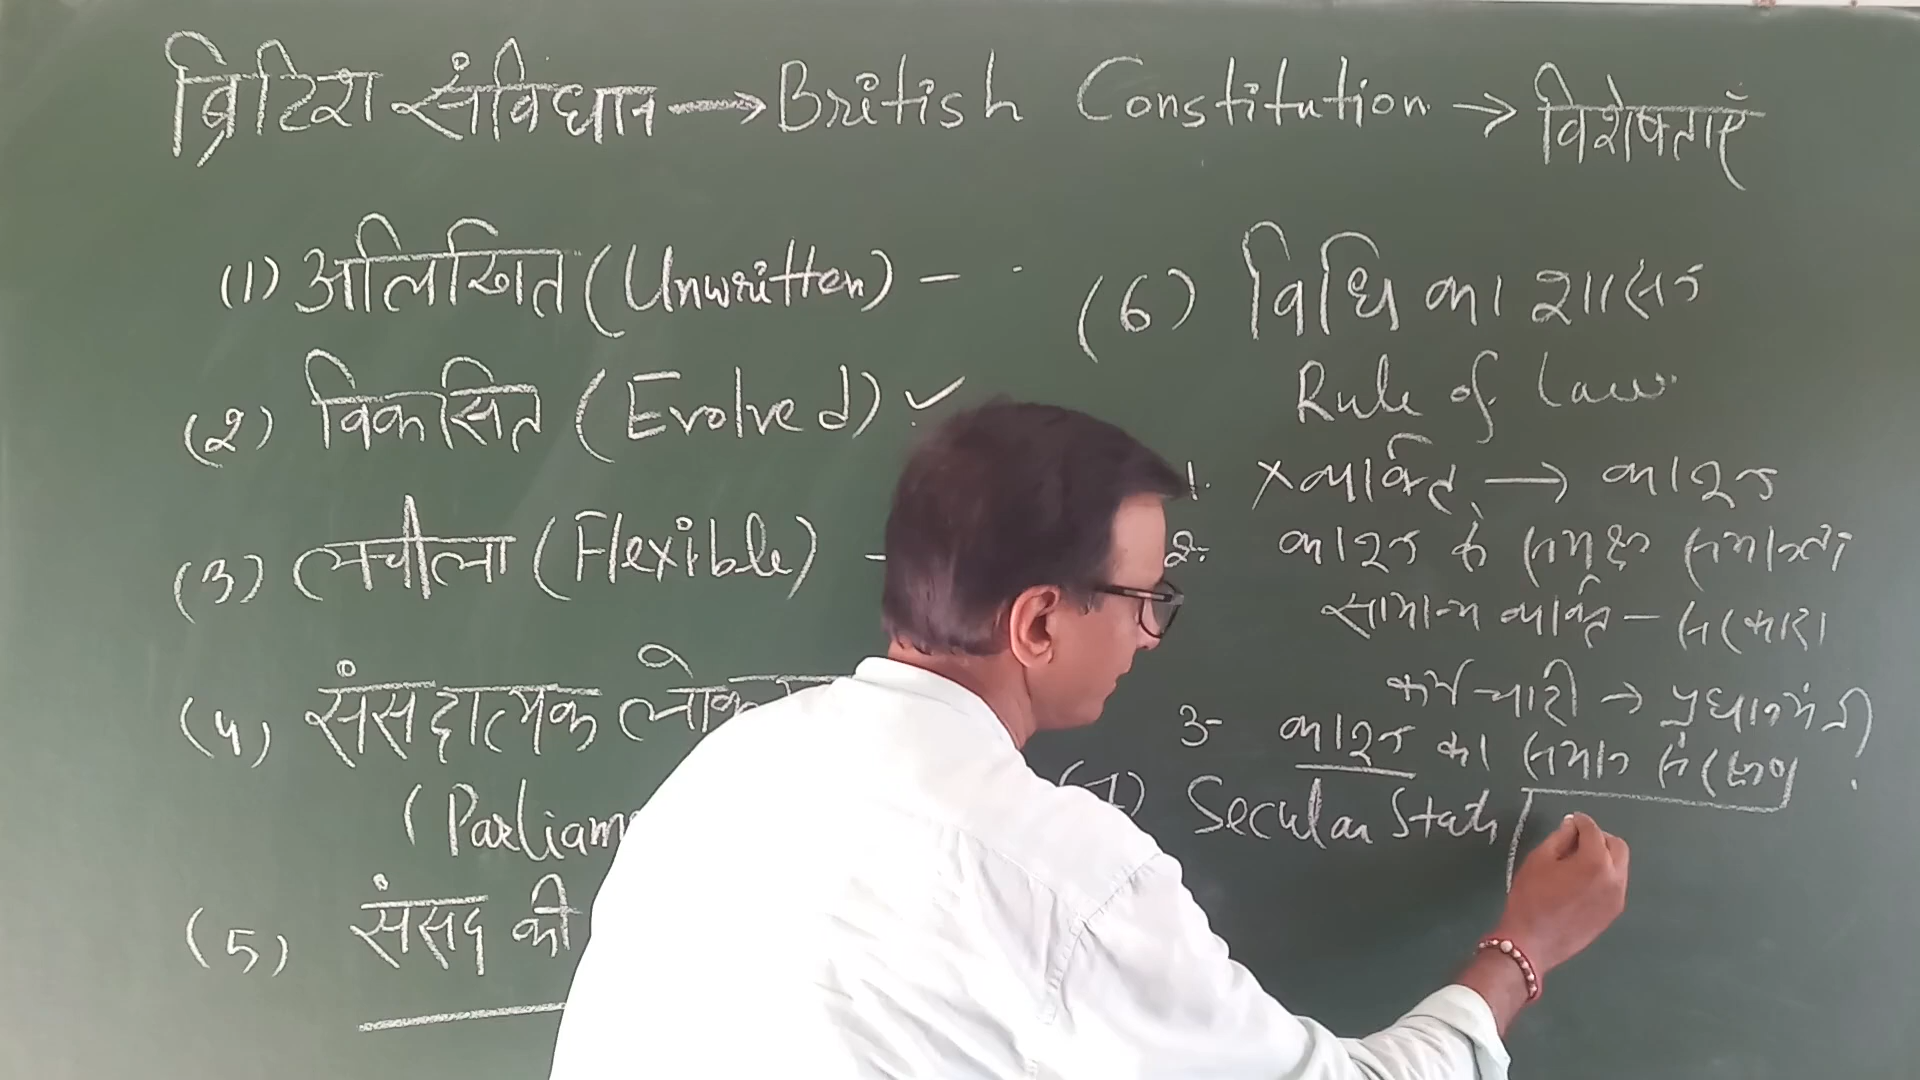 ब्रिटिश संविधान → British Constitution → विशेषताएँ
(1) अलिखित (Unwritten) -
(2) विकसित (Evolved) ✓
(3) लचीला (Flexible) -
(4) संसदात्मक
(Parliam
(5) संसद की
(6) विधि का शासन
Rule of Law
1. × व्यक्ति → कानून
2. कानून के समक्ष समानता
सामान्य व्यक्ति - सरकारी
कर्मचारी → प्रधानमंत्री
3- कानून का समान संरक्षण
(7) Secular State